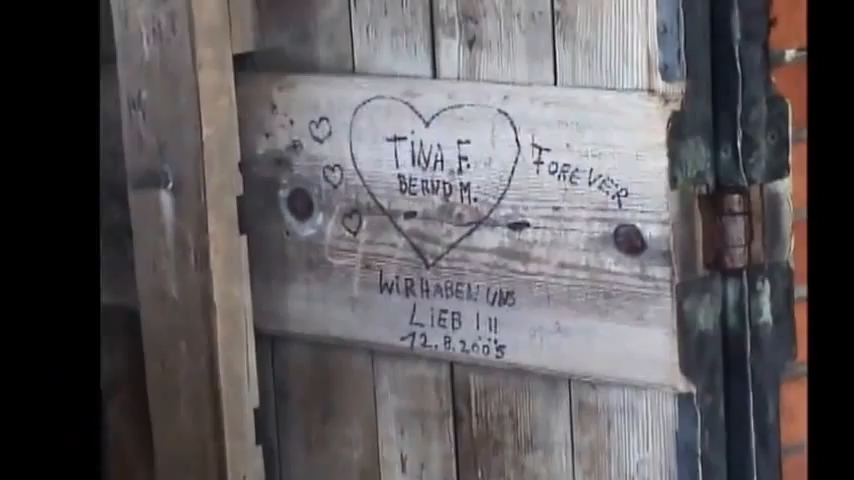 TINA F.
BERND M.
FOREVER
WIR HABEN UNS
LIEB !!!
12.8.2005